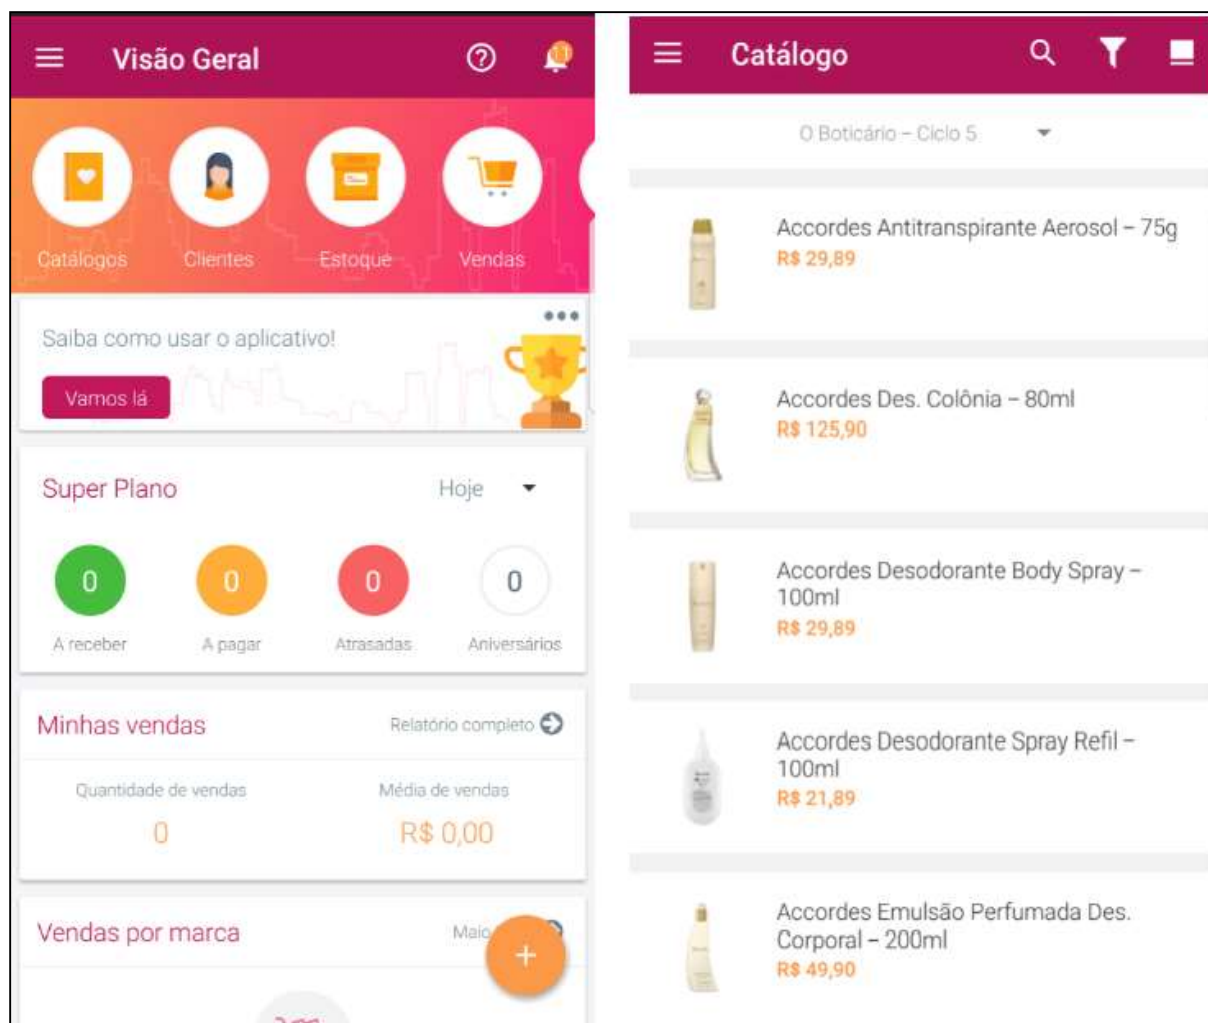 Visão Geral
11
Catálogos
Clientes
Estoque
Vendas
Saiba como usar o aplicativo!
Vamos lá
Super Plano
Hoje
0
0
0
0
A receber
A pagar
Atrasadas
Aniversários
Minhas vendas
Relatório completo
Quantidade de vendas
Média de vendas
0
R$ 0,00
Vendas por marca
Maio
+
Catálogo
O Boticário – Ciclo 5
Accordes Antitranspirante Aerosol – 75g
R$ 29,89
Accordes Des. Colônia – 80ml
R$ 125,90
Accordes Desodorante Body Spray –
100ml
R$ 29,89
Accordes Desodorante Spray Refil –
100ml
R$ 21,89
Accordes Emulsão Perfumada Des.
Corporal – 200ml
R$ 49,90